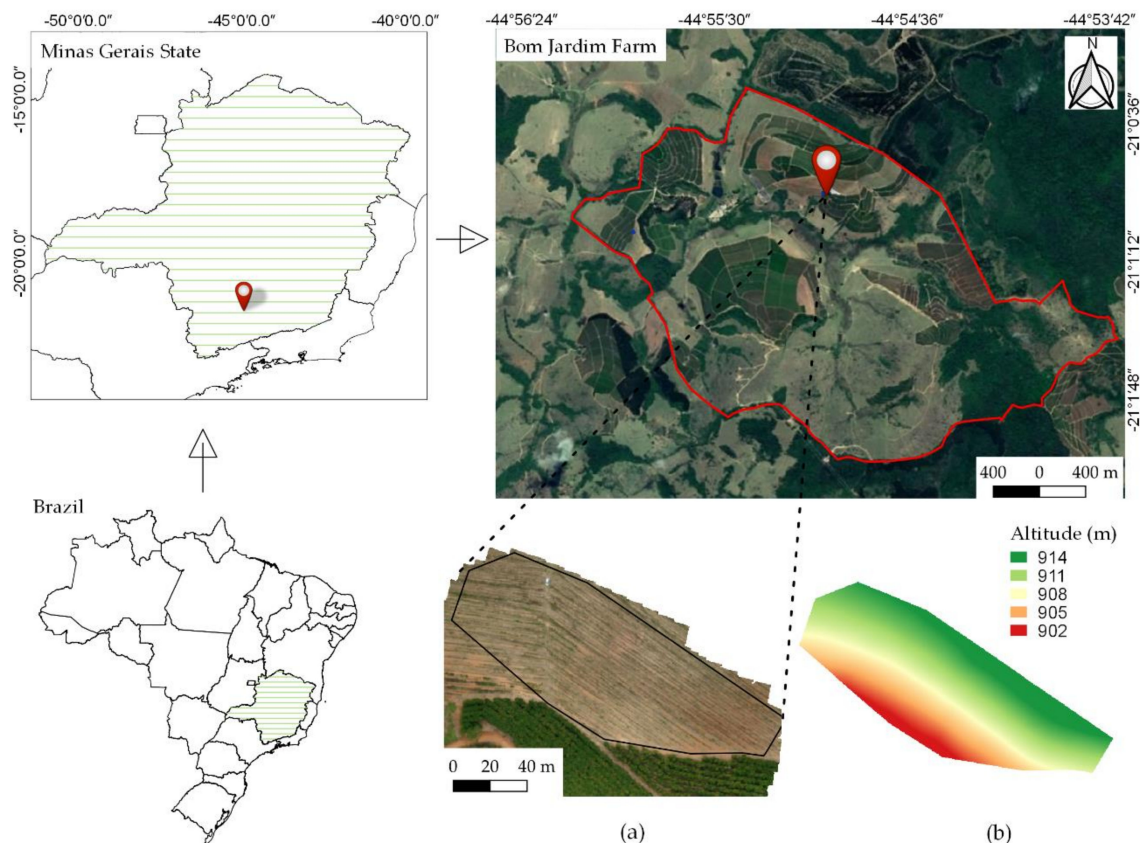 -50°0'0.0" -45°0'0.0" -40°0'0.0"
-44°56'24" -44°55'30" -44°54'36" -44°53'42"
Minas Gerais State
Bom Jardim Farm
N
-15°0'0.0"
-20°0'0.0"
-21°0'36"
-21°1'12"
-21°1'48"
400 0 400 m
Brazil
Altitude (m)
914
911
908
905
902
0 20 40 m
(a)
(b)